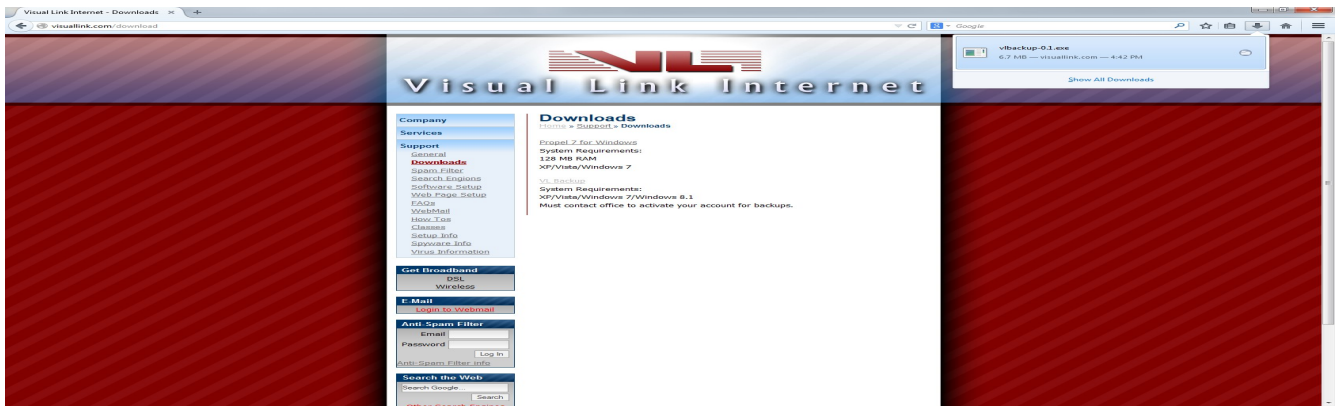 Visual Link Internet - Downloads
visuallink.com/download
Google
vlbackup-0.1.exe
6.7 MB — visuallink.com — 4:42 PM
Show All Downloads
VL
Visual Link Internet
Company
Services
Support
General
Downloads
Spam Filter
Search Engions
Software Setup
Web Page Setup
FAQs
WebMail
How Tos
Classes
Setup Info
Spyware Info
Virus Information
Get Broadband
DSL
Wireless
E-Mail
Login to Webmail
Anti-Spam Filter
Email
Password
Log In
Anti-Spam Filter info
Search the Web
Search Google...
Search
Other Search Engines
Downloads
Home » Support » Downloads
Propel 7 for Windows
System Requirements:
128 MB RAM
XP/Vista/Windows 7
VL Backup
System Requirements:
XP/Vista/Windows 7/Windows 8.1
Must contact office to activate your account for backups.